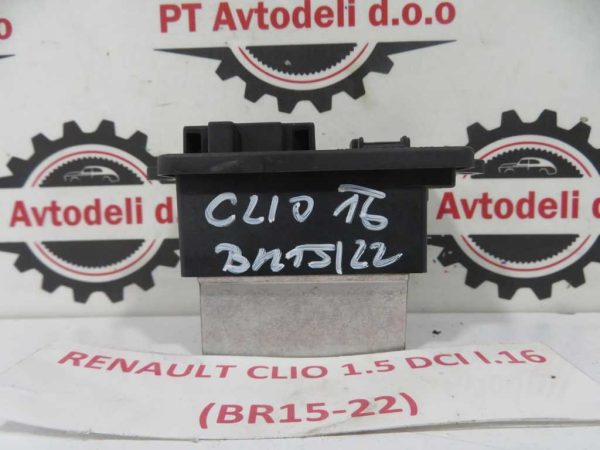 PT Avtodeli d.o.o
Avtodeli d.
Avtodeli d.
CLIO 16
BR15/22
RENAULT CLIO 1.5 DCI l.16
(BR15-22)